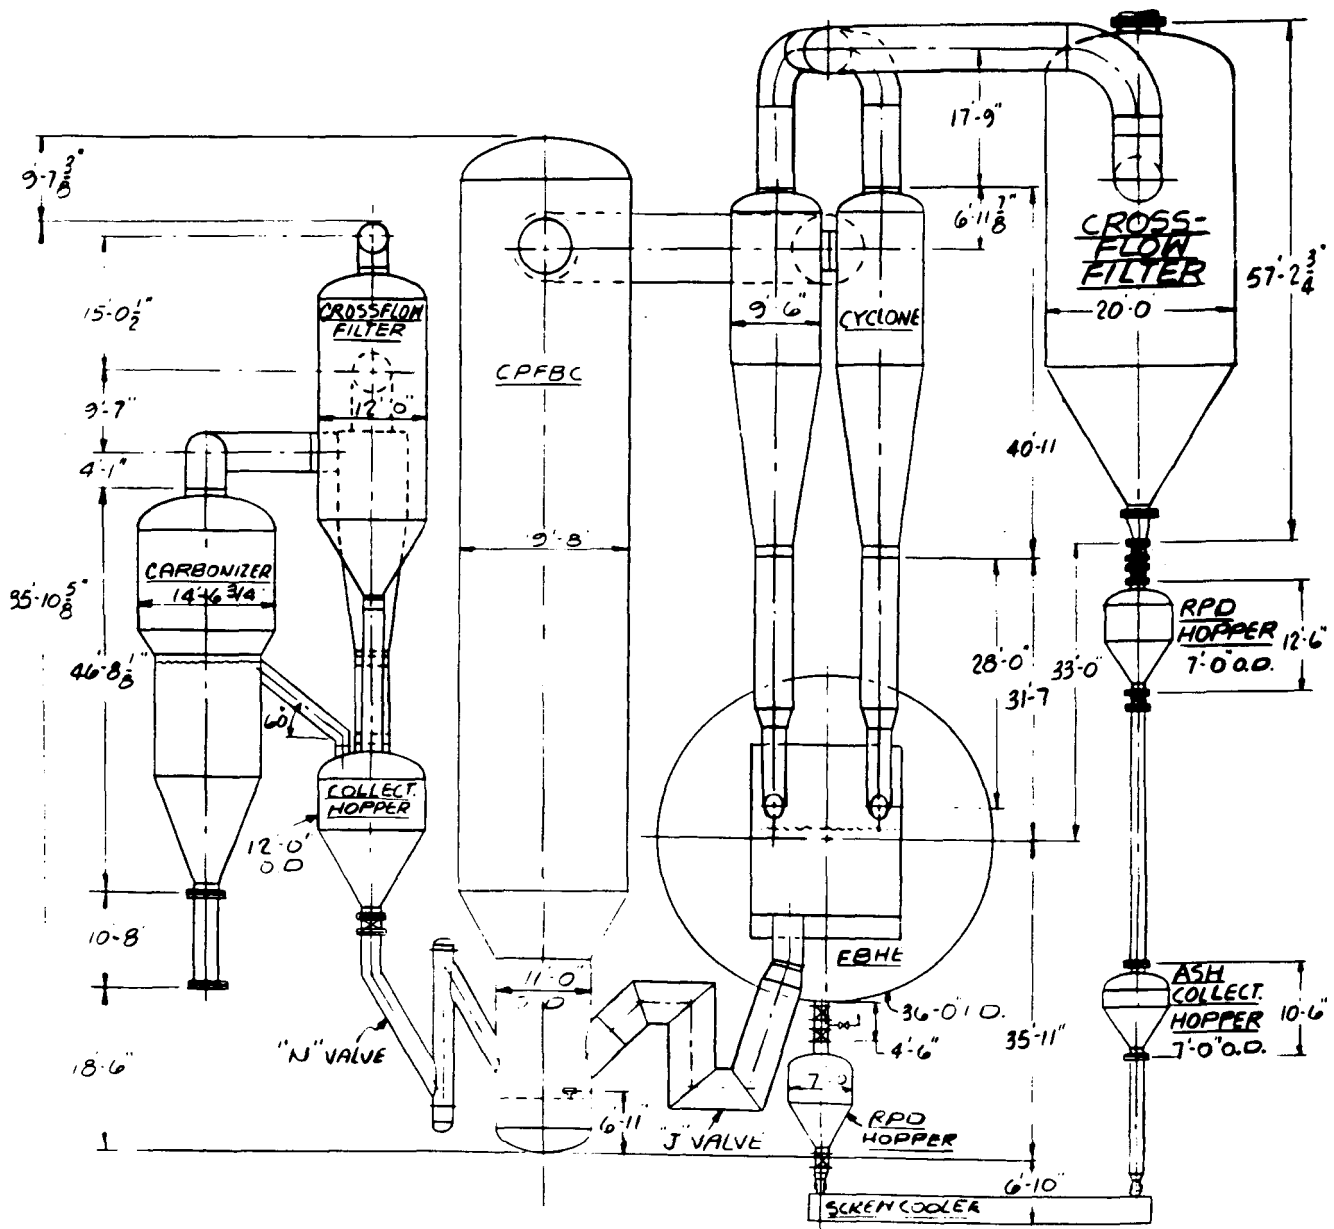 17'-9"
9'-7 3/8"
6'-11 7/8"
CROSS-
FLOW
FILTER
57'-2 3/4"
15'-0 1/2"
CROSSFLOW
FILTER
9'-6"
CYCLONE
20'-0
CPFBC
12'-0"
9'-7"
4'-1"
40'-11
9'-8
CARBONIZER
14'-6 3/4
35'-10 5/8"
46'-8 1/8"
RPD
HOPPER
7'-0" O.D.
12'-6"
28'-0"
33'-0"
31'-7
60°
COLLECT.
HOPPER
12'-0"
O D
10'-8
EBHE
11'-0"
ASH
COLLECT.
HOPPER
7'-0" O.D.
10'-6"
36'-0" I.D.
4'-6"
35'-11"
"N" VALVE
18'-6"
7'-0
6'-11"
"J" VALVE
RPD
HOPPER
6'-10"
SCREW COOLER